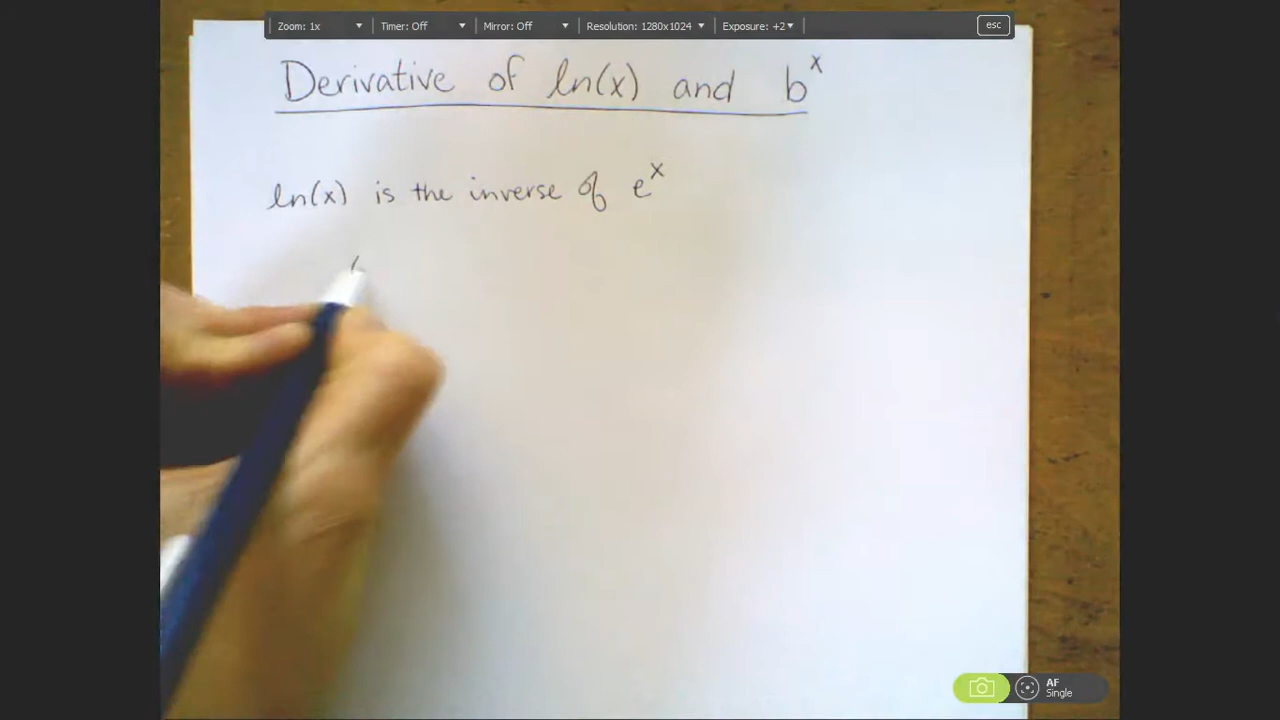 Zoom: 1x Timer: Off Mirror: Off Resolution: 1280x1024 Exposure: +2 esc
Derivative of ln(x) and b^x
ln(x) is the inverse of e^x
AF
Single